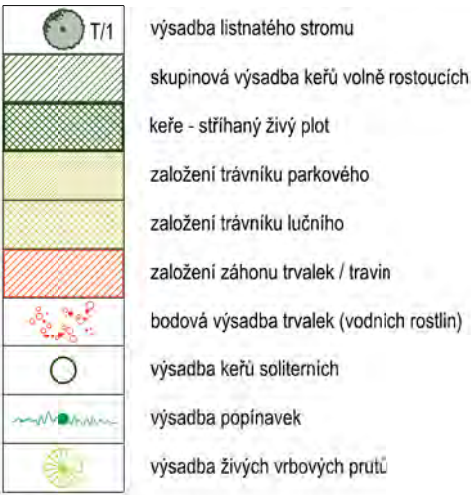 T/1 výsadba listnatého stromu
skupinová výsadba keřů volně rostoucích
keře - stříhaný živý plot
založení trávníku parkového
založení trávníku lučního
založení záhonu trvalek / travin
bodová výsadba trvalek (vodních rostlin)
výsadba keřů soliterních
výsadba popínavek
výsadba živých vrbových prutů